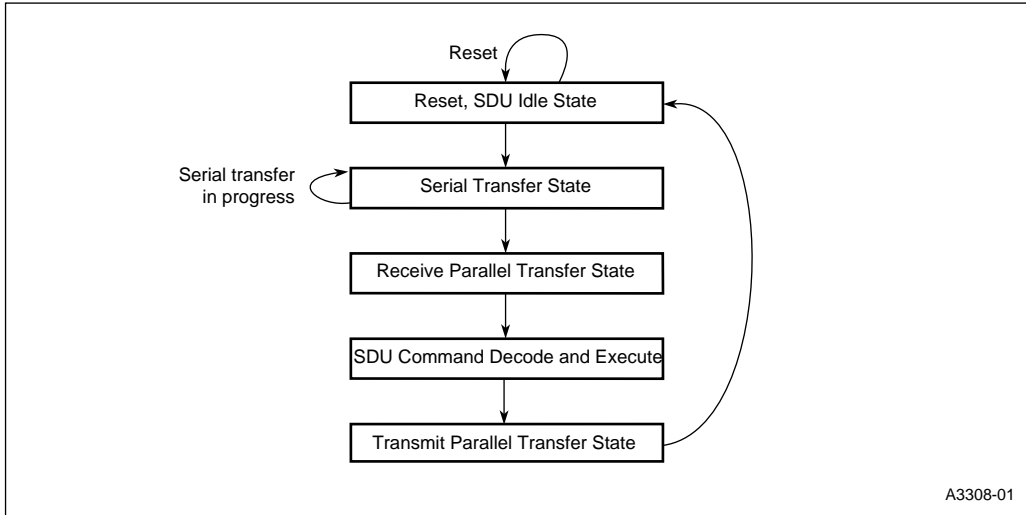 Reset
Reset, SDU Idle State
Serial transfer
in progress
Serial Transfer State
Receive Parallel Transfer State
SDU Command Decode and Execute
Transmit Parallel Transfer State
A3308-01